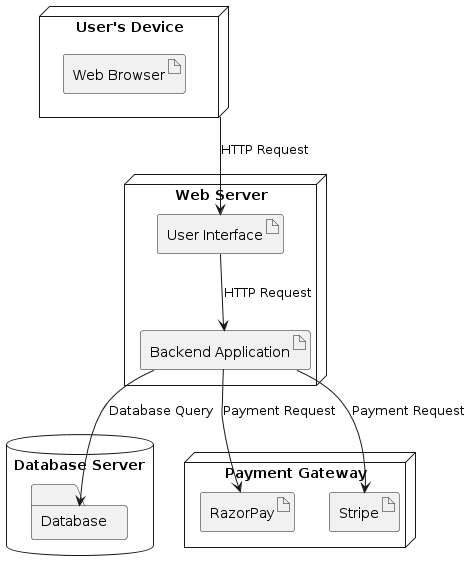 User's Device
Web Browser
HTTP Request
Web Server
User Interface
HTTP Request
Backend Application
Database Query
Payment Request
Payment Request
Database Server
Payment Gateway
Database
RazorPay
Stripe